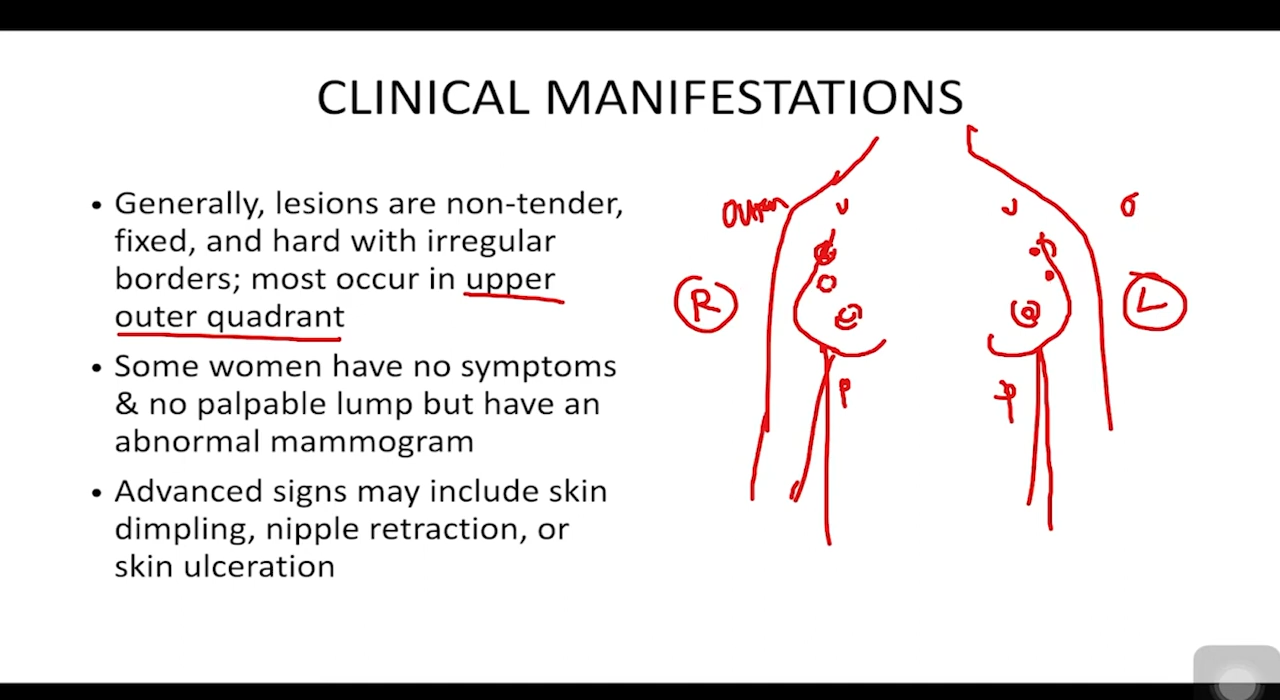 CLINICAL MANIFESTATIONS
• Generally, lesions are non-tender,
fixed, and hard with irregular
borders; most occur in upper
outer quadrant
• Some women have no symptoms
& no palpable lump but have an
abnormal mammogram
• Advanced signs may include skin
dimpling, nipple retraction, or
skin ulceration
R
L